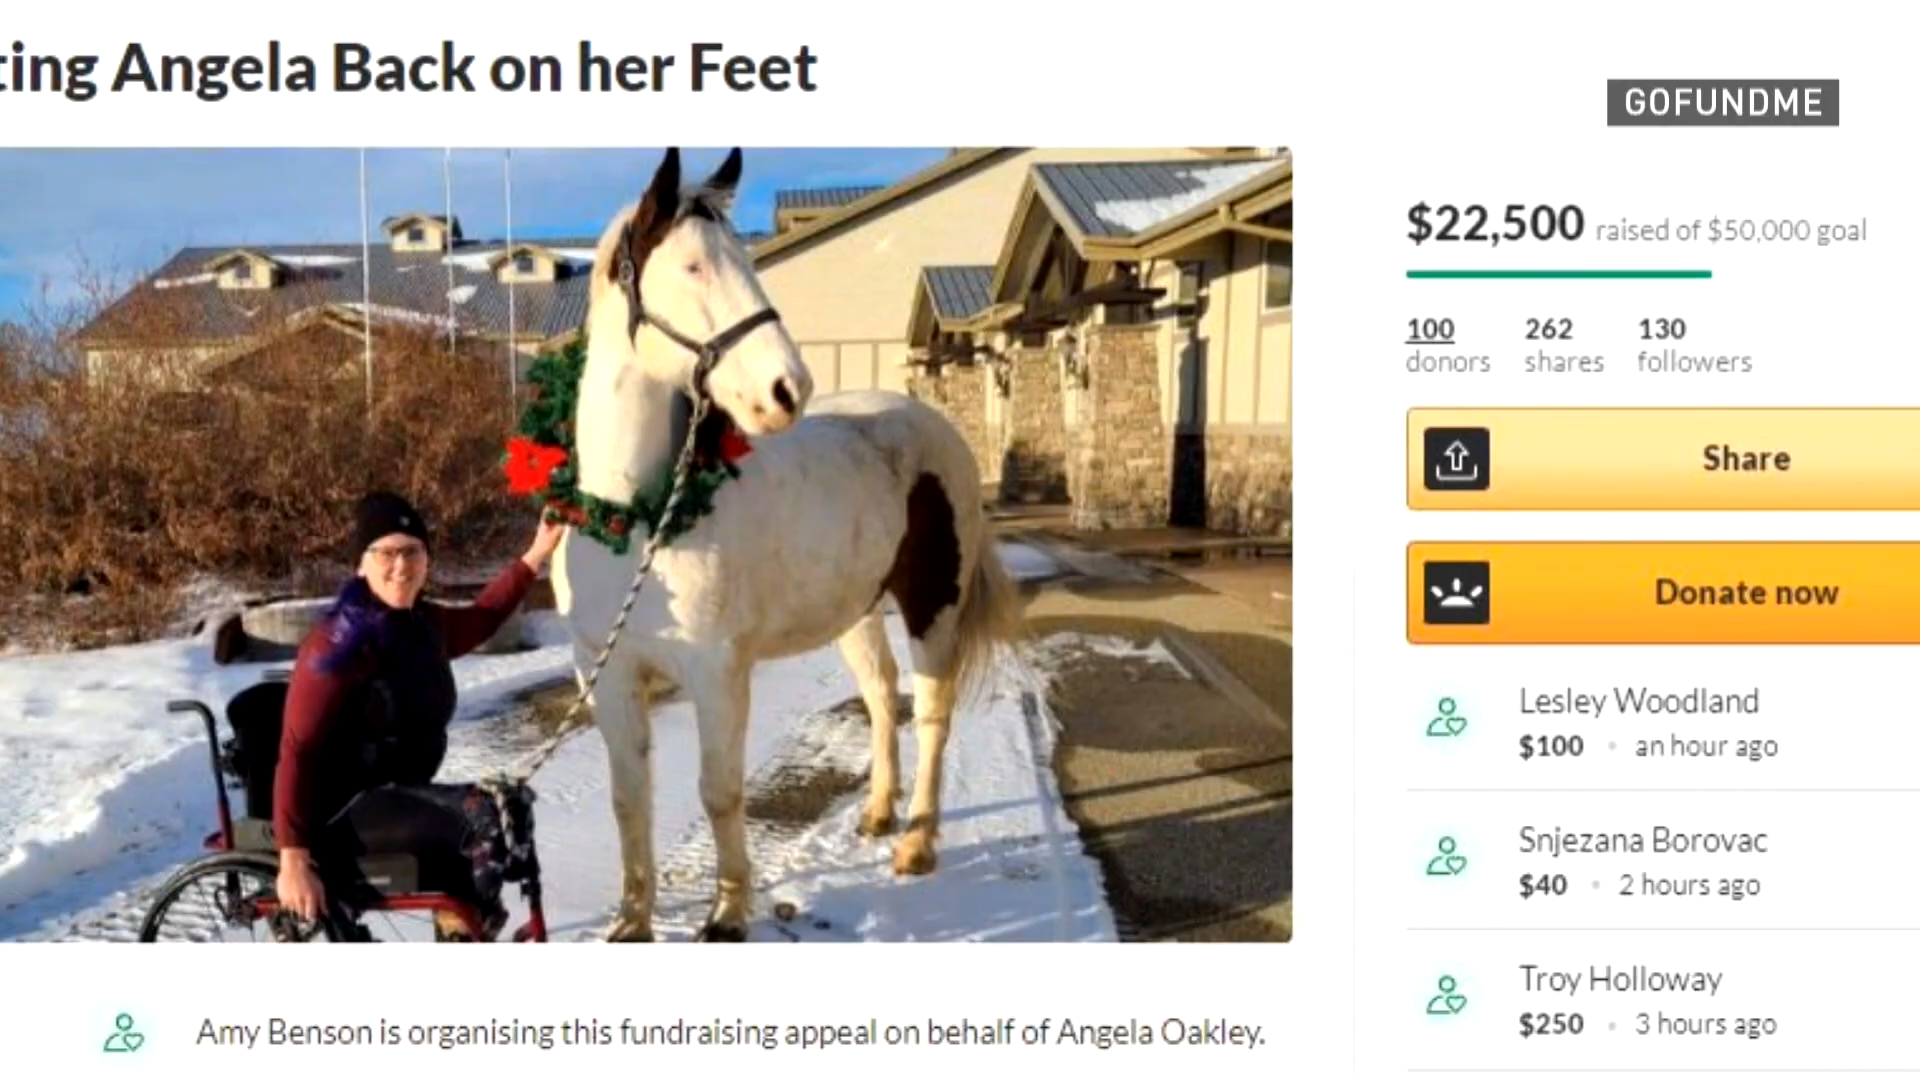 ting Angela Back on her Feet
GOFUNDME
$22,500 raised of $50,000 goal
100 262 130
donors shares followers
Share
Donate now
Lesley Woodland
$100 • an hour ago
Snjezana Borovac
$40 • 2 hours ago
Troy Holloway
$250 • 3 hours ago
Amy Benson is organising this fundraising appeal on behalf of Angela Oakley.